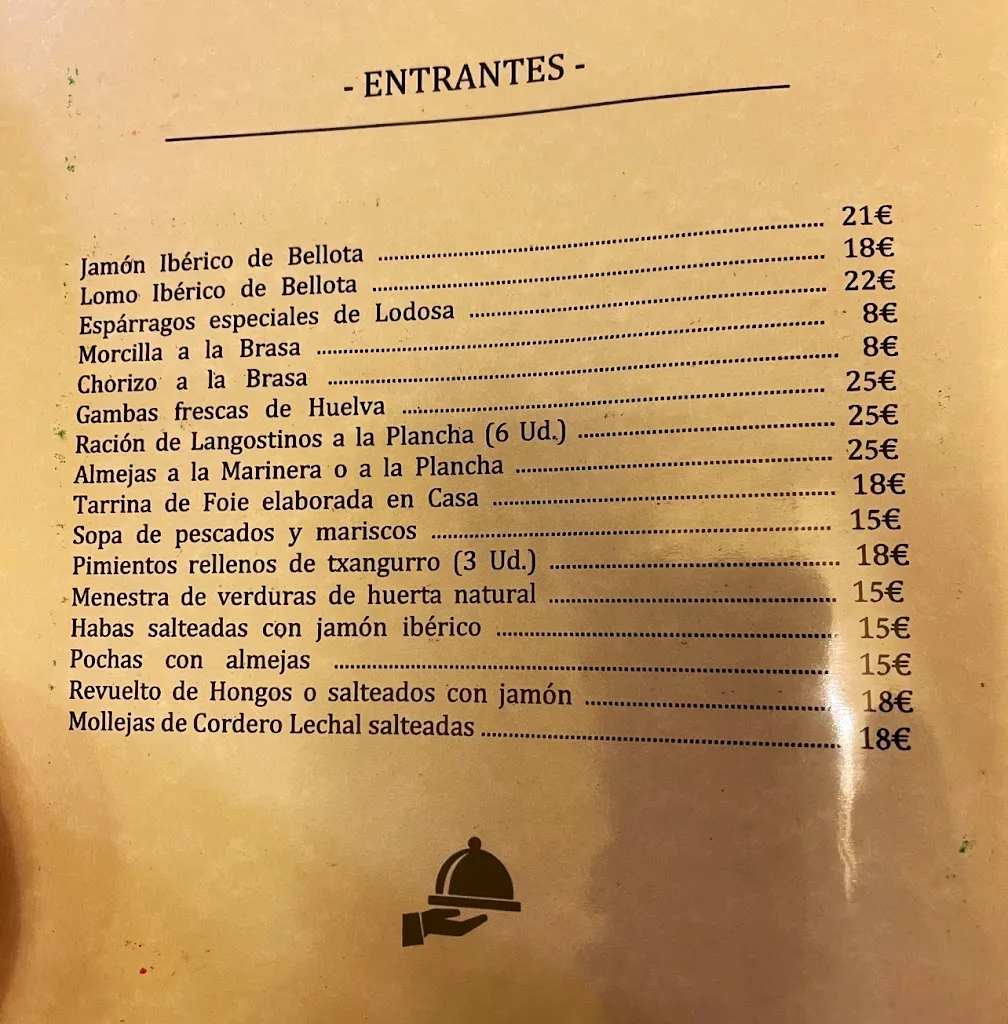 - ENTRANTES -
Jamón Ibérico de Bellota ........ 21€
Lomo Ibérico de Bellota ........ 18€
Espárragos especiales de Lodosa ........ 22€
Morcilla a la Brasa ........ 8€
Chorizo a la Brasa ........ 8€
Gambas frescas de Huelva ........ 25€
Ración de Langostinos a la Plancha (6 Ud.) ........ 25€
Almejas a la Marinera o a la Plancha ........ 25€
Tarrina de Foie elaborada en Casa ........ 18€
Sopa de pescados y mariscos ........ 15€
Pimientos rellenos de txangurro (3 Ud.) ........ 18€
Menestra de verduras de huerta natural ........ 15€
Habas salteadas con jamón ibérico ........ 15€
Pochas con almejas ........ 15€
Revuelto de Hongos o salteados con jamón ........ 18€
Mollejas de Cordero Lechal salteadas ........ 18€